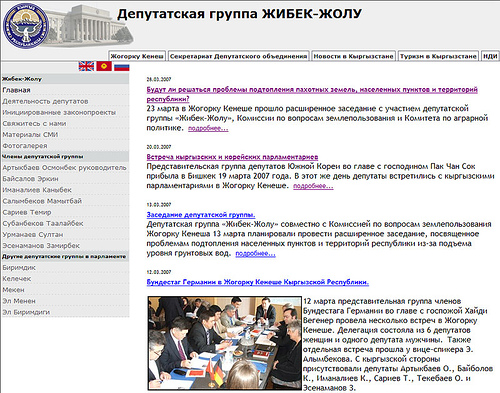 Депутатская группа ЖИБЕК-ЖОЛУ
Жогорку Кенеш
Секретариат Депутатского объединения
Новости в Кыргызстане
Туризм в Кыргызстане
НДИ
Жибек-Жолу
Главная
Деятельность депутатов
Инициированные законопроекты
Свяжитесь с нами
Материалы СМИ
Фотогалерея
Члены депутатской группы
Артыкбаев Осмонбек руководитель
Байсалов Эркин
Иманалиев Каныбек
Салымбеков Мамытбай
Сариев Темир
Субанбеков Таалайбек
Урманаев Султан
Эсенаманов Замирбек
Другие депутатские группы в парламенте
Биримдик
Келечек
Мекен
Эл Менен
Эл Биримдиги
28.03.2007
Будут ли решаться проблемы подтопления пахотных земель, населенных пунктов и территорий
республики?
23 марта в Жогорку Кенеше прошло расширенное заседание с участием депутатской
группы «Жибек-Жолу», Комиссии по вопросам землепользования и Комитета по аграрной
политике. подробнее...
20.03.2007
Встреча кыргызских и корейских парламентариев
Представительская группа депутатов Южной Кореи во главе с господином Пак Чан Сок
прибыла в Бишкек 19 марта 2007 года. В этот же день депутаты встретились с кыргызскими
парламентариями в Жогорку Кенеше. подробнее...
13.03.2007
Заседание депутатской группы.
Депутатская группа «Жибек-Жолу» совместно с Комиссией по вопросам землепользования
Жогорку Кенеша 13 марта планировали провести расширенное заседание, посвященное
проблемам подтопления населенных пунктов и территорий республики из-за подъема
уровня грунтовых вод. подробнее...
12.03.2007
Бундестаг Германии в Жогорку Кенеше Кыргызской Республики.
12 марта представительная группа членов
Бундестага Германии во главе с госпожой Хайди
Вегенер провела несколько встреч в Жогорку
Кенеше. Делегация состояла из 6 депутатов
женщин и одного депутата мужчины. Также
отдельная встреча прошла у вице-спикера Э.
Алымбекова. С кыргызской стороны
присутствовали депутаты Артыкбаев О., Байболов
К., Иманалиев К., Сариев Т., Текебаев О. и
Эсенаманов З.